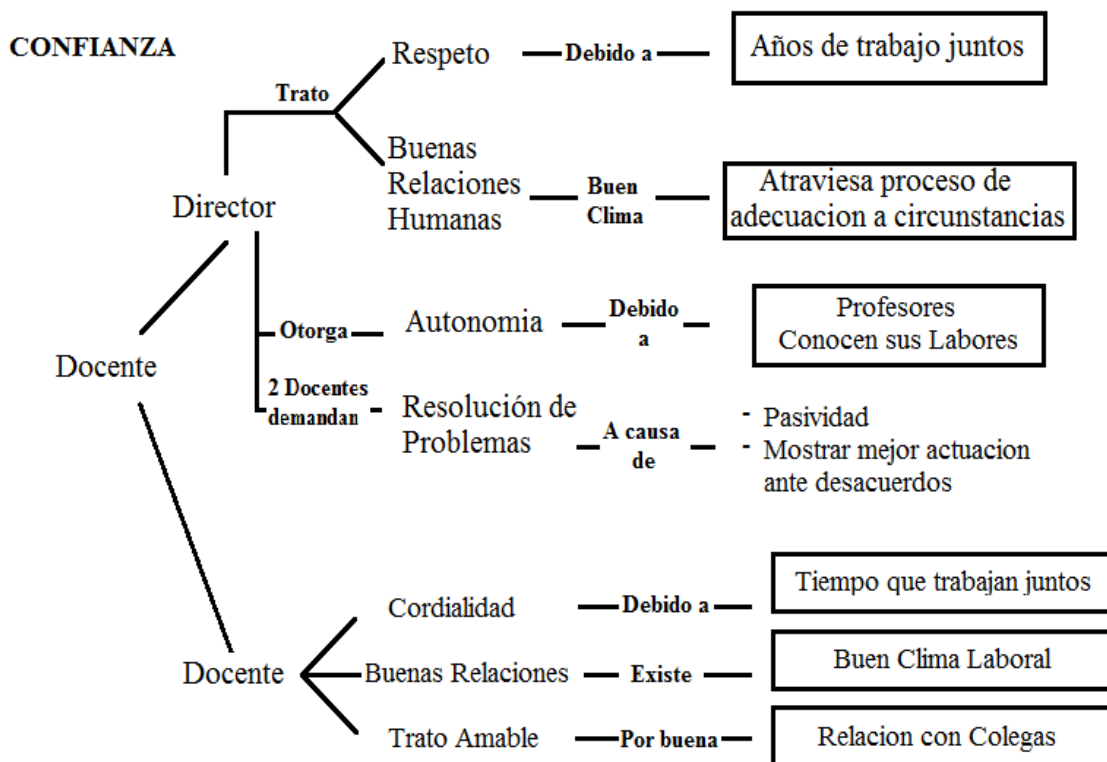 CONFIANZA
Respeto
Debido a
Años de trabajo juntos
Trato
Buenas
Relaciones
Humanas
Buen
Clima
Atraviesa proceso de
adecuacion a circunstancias
Director
Otorga
Autonomia
Debido
a
Profesores
Conocen sus Labores
Docente
2 Docentes
demandan
Resolución de
Problemas
A causa
de
- Pasividad
- Mostrar mejor actuacion
ante desacuerdos
Cordialidad
Debido a
Tiempo que trabajan juntos
Docente
Buenas Relaciones
Existe
Buen Clima Laboral
Trato Amable
Por buena
Relacion con Colegas